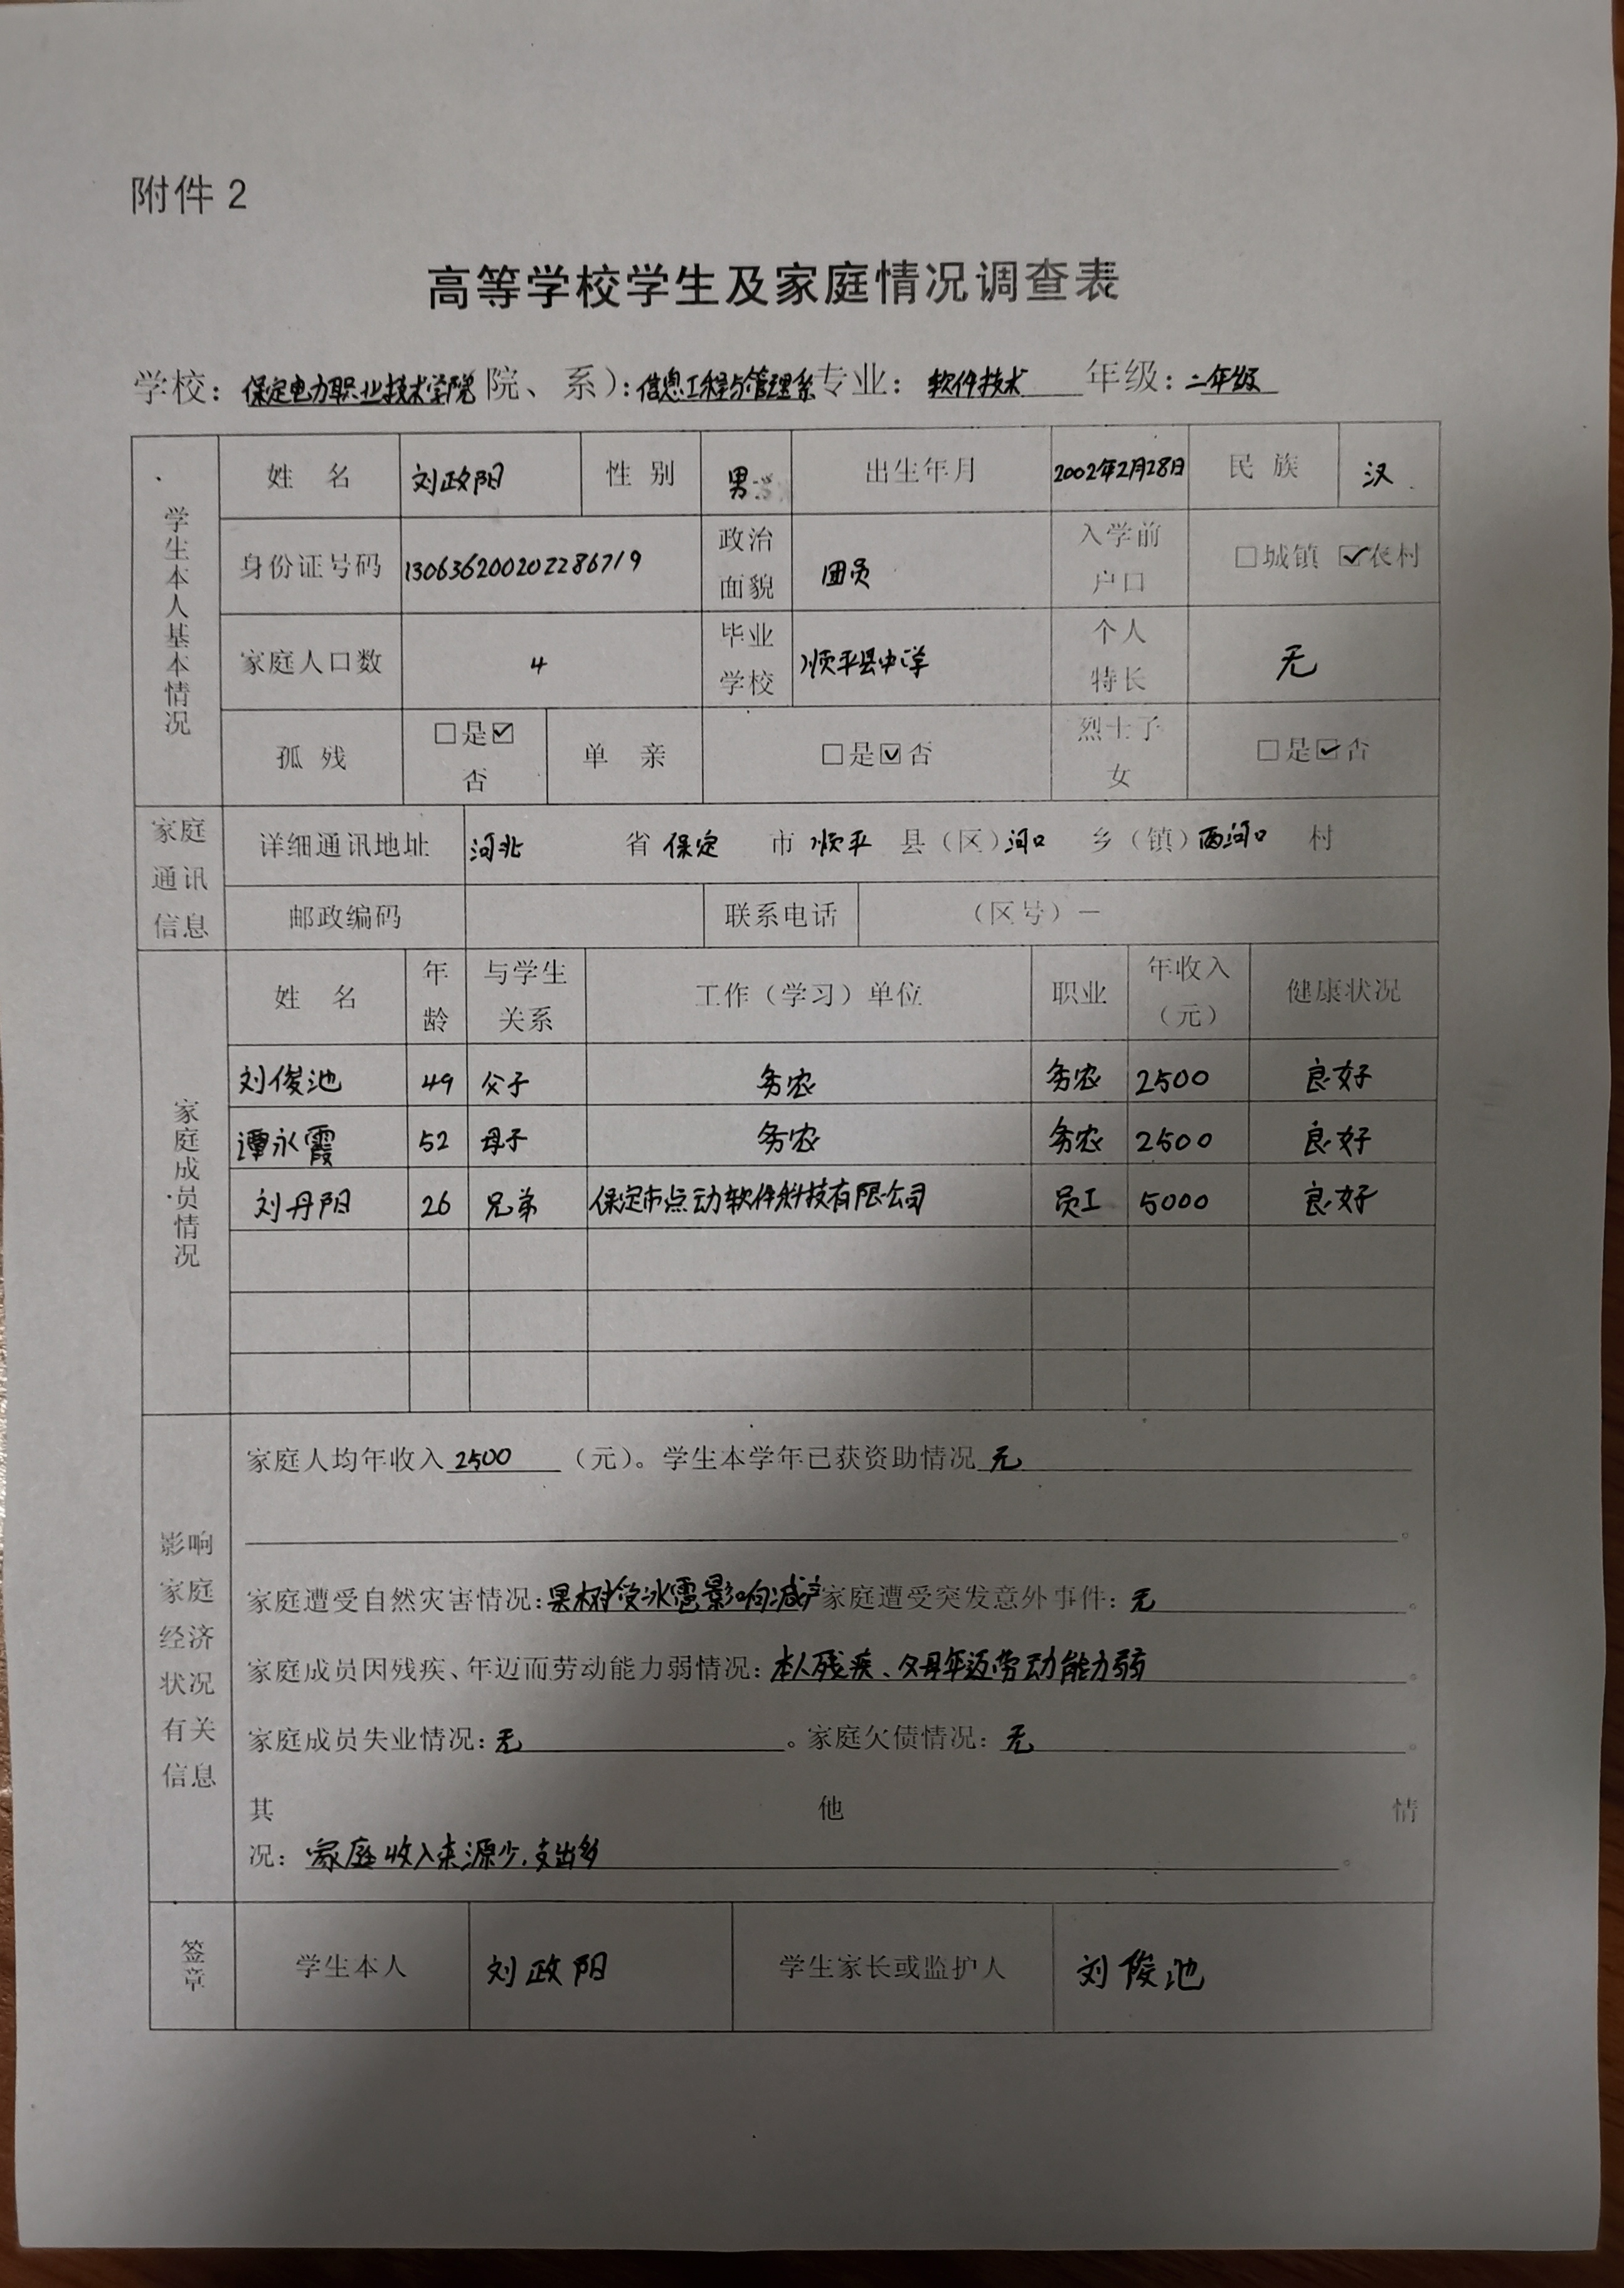 附件 2
高等学校学生及家庭情况调查表
学校：保定电力职业技术学院 院、系）：信息工程与管理系 专业：软件技术 年级：二年级
学生本人基本情况
姓 名 刘政阳 性 别 男 出生年月 2002年2月28日 民 族 汉
身份证号码 130636200202286719 政治面貌 团员 入学前户口 □城镇 ☑农村
家庭人口数 4 毕业学校 顺平县中学 个人特长 无
孤 残 □是☑否 单 亲 □是☑否 烈士子女 □是☑否
家庭通讯信息
详细通讯地址 河北 省 保定 市 顺平 县（区）河口 乡（镇）西河口 村
邮政编码 联系电话 （区号）－
家庭成员情况
姓 名 年龄 与学生关系 工作（学习）单位 职业 年收入（元） 健康状况
刘俊池 49 父子 务农 务农 2500 良好
谭永霞 52 母子 务农 务农 2500 良好
刘丹阳 26 兄弟 保定市点动软件科技有限公司 员工 5000 良好
影响家庭经济状况有关信息
家庭人均年收入 2500 （元）。学生本学年已获资助情况 无
。
家庭遭受自然灾害情况：果树受冰雹影响减产 家庭遭受突发意外事件：无 。
家庭成员因残疾、年迈而劳动能力弱情况：本人残疾、父母年迈劳动能力弱 。
家庭成员失业情况：无 。家庭欠债情况：无 。
其 他 情
况：家庭收入来源少，支出多 。
签章 学生本人 刘政阳 学生家长或监护人 刘俊池